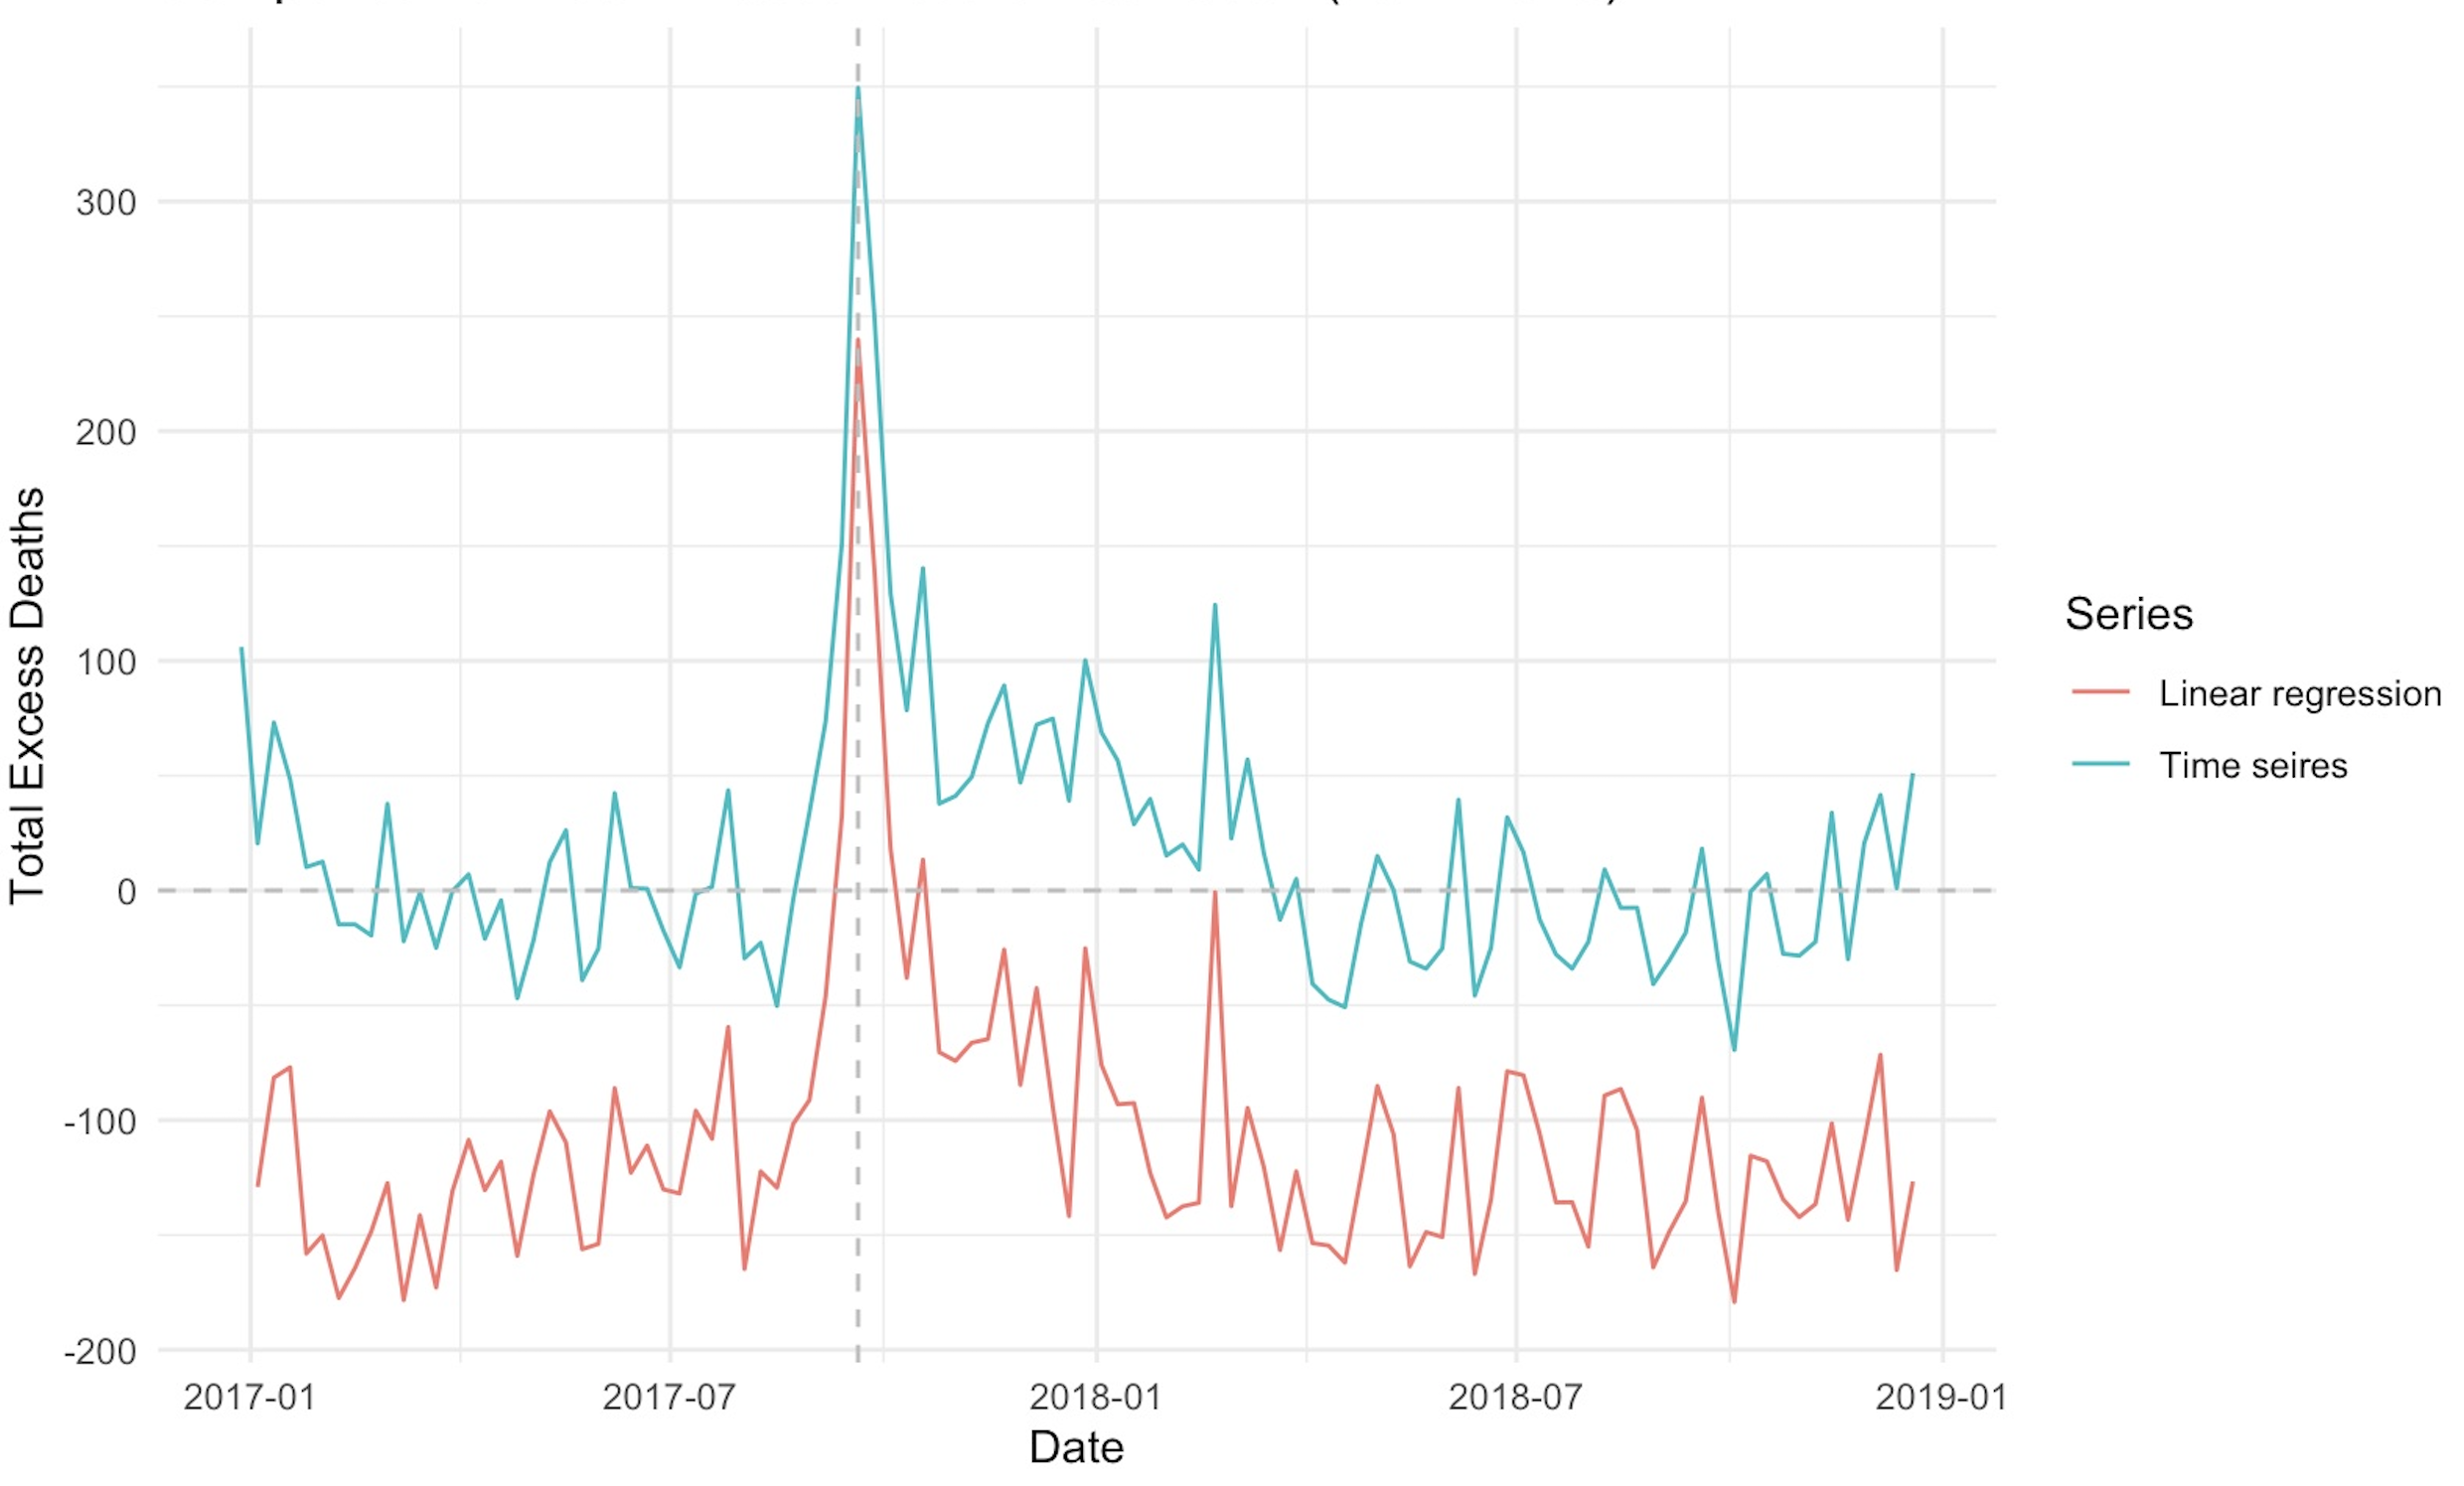 300
200
100
0
-100
-200
Total Excess Deaths
2017-01
2017-07
2018-01
2018-07
2019-01
Date
Series
Linear regression
Time seires